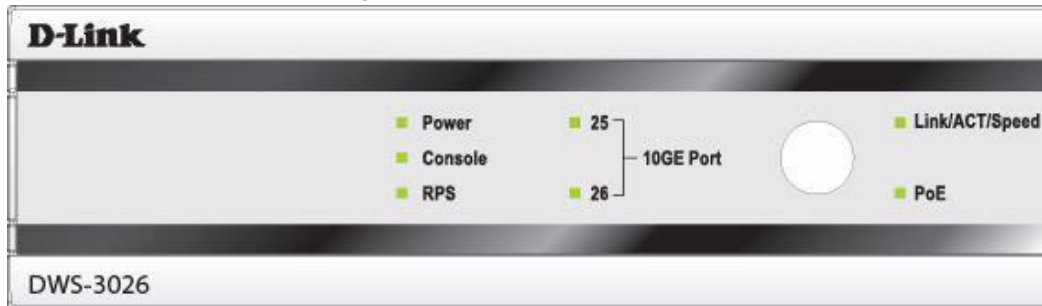 D-Link
Power
Console
RPS
25
26
10GE Port
Link/ACT/Speed
PoE
DWS-3026